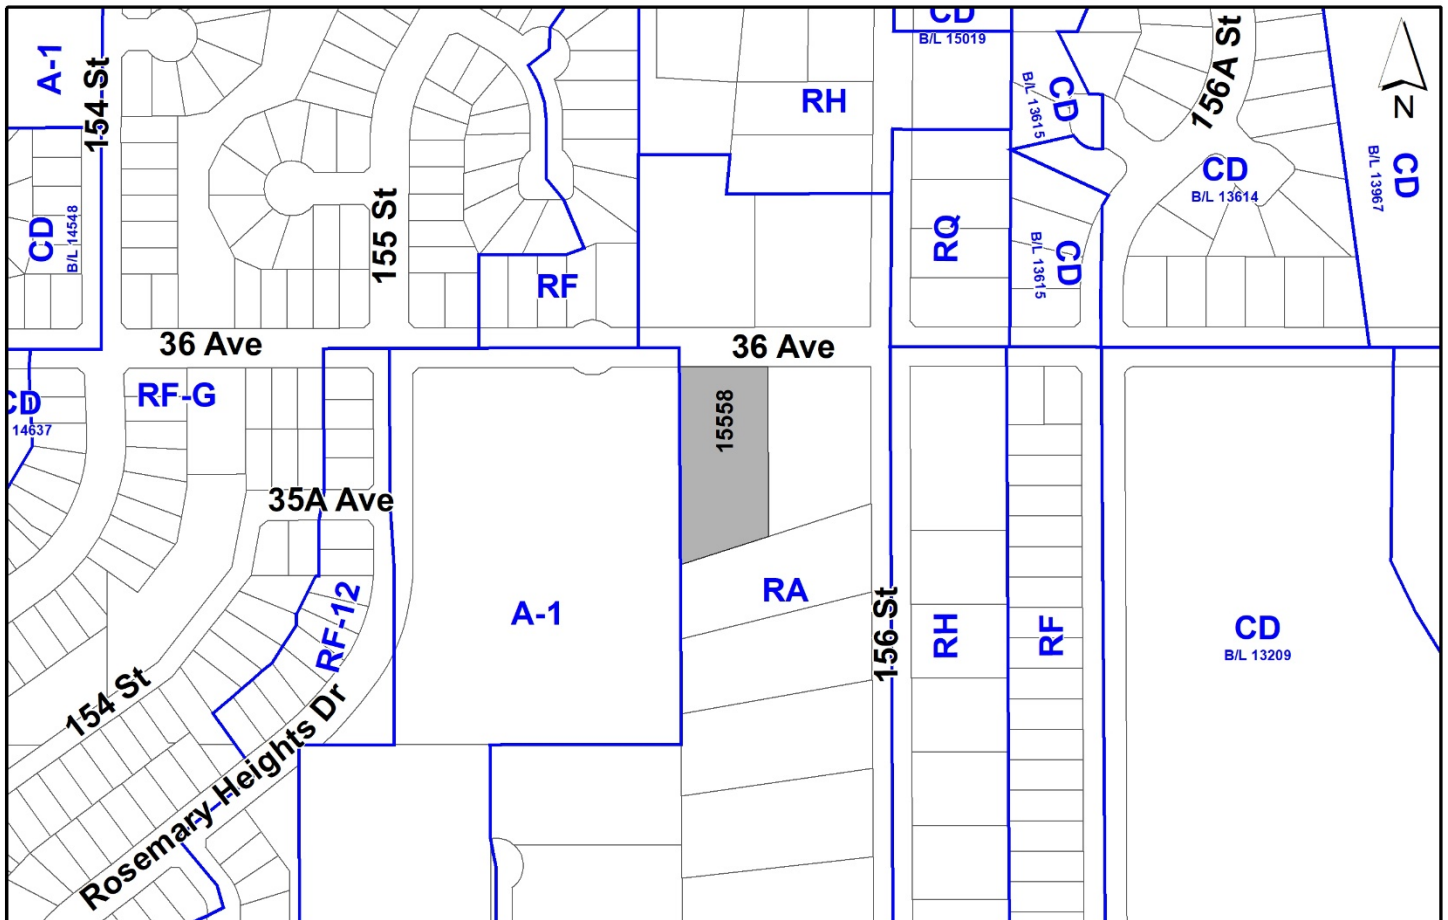 CD
B/L 15019
A-1
154 St
RH
CD
B/L 13615
156A St
N
CD
B/L 13967
CD
B/L 13614
CD
B/L 14548
155 St
RQ
CD
B/L 13615
RF
36 Ave
36 Ave
CD
14637
RF-G
15558
35A Ave
RF-12
A-1
RA
156 St
RH
RF
CD
B/L 13209
154 St
Rosemary Heights Dr